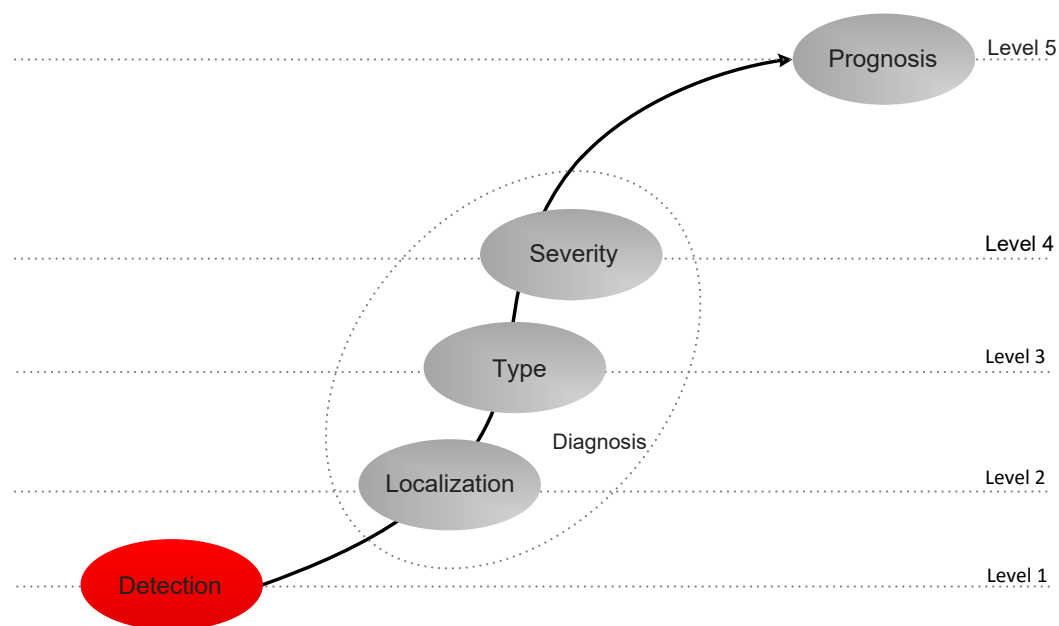 Prognosis
Level 5
Severity
Level 4
Type
Level 3
Diagnosis
Localization
Level 2
Detection
Level 1